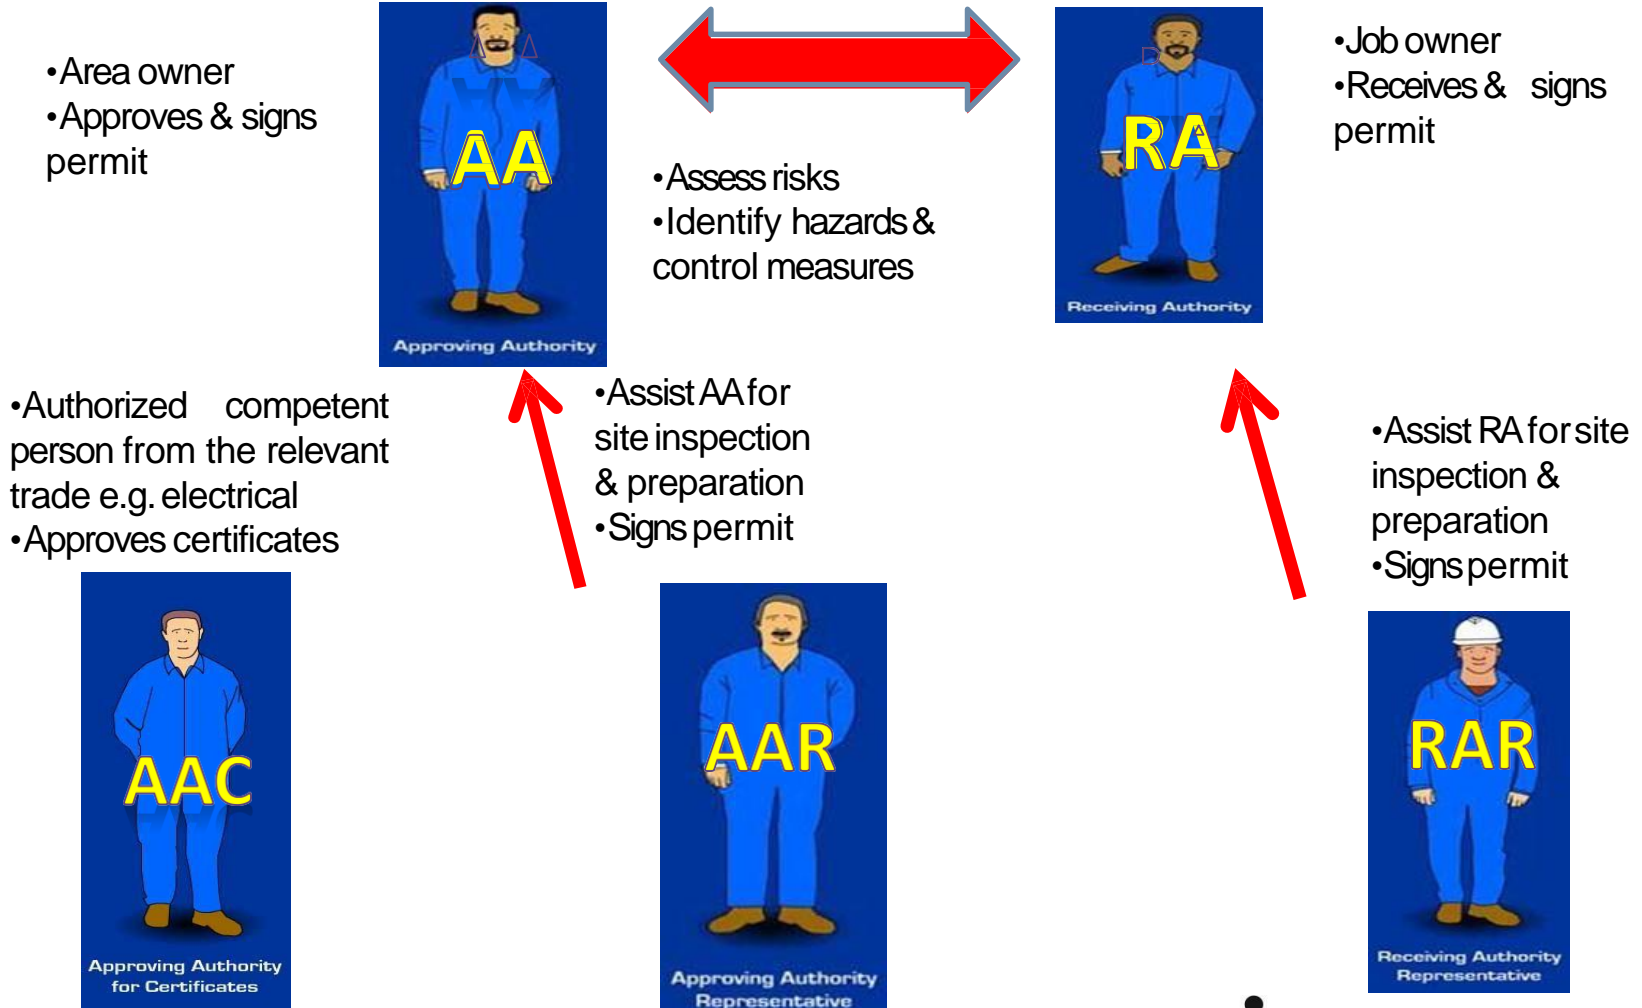 •Area owner
•Approves & signs
permit
AA
Approving Authority
•Assess risks
•Identify hazards &
control measures
RA
Receiving Authority
•Job owner
•Receives & signs
permit
•Authorized competent
person from the relevant
trade e.g. electrical
•Approves certificates
AAC
Approving Authority
for Certificates
•Assist AA for
site inspection
& preparation
•Signs permit
AAR
Approving Authority
Representative
•Assist RA for site
inspection &
preparation
•Signs permit
RAR
Receiving Authority
Representative